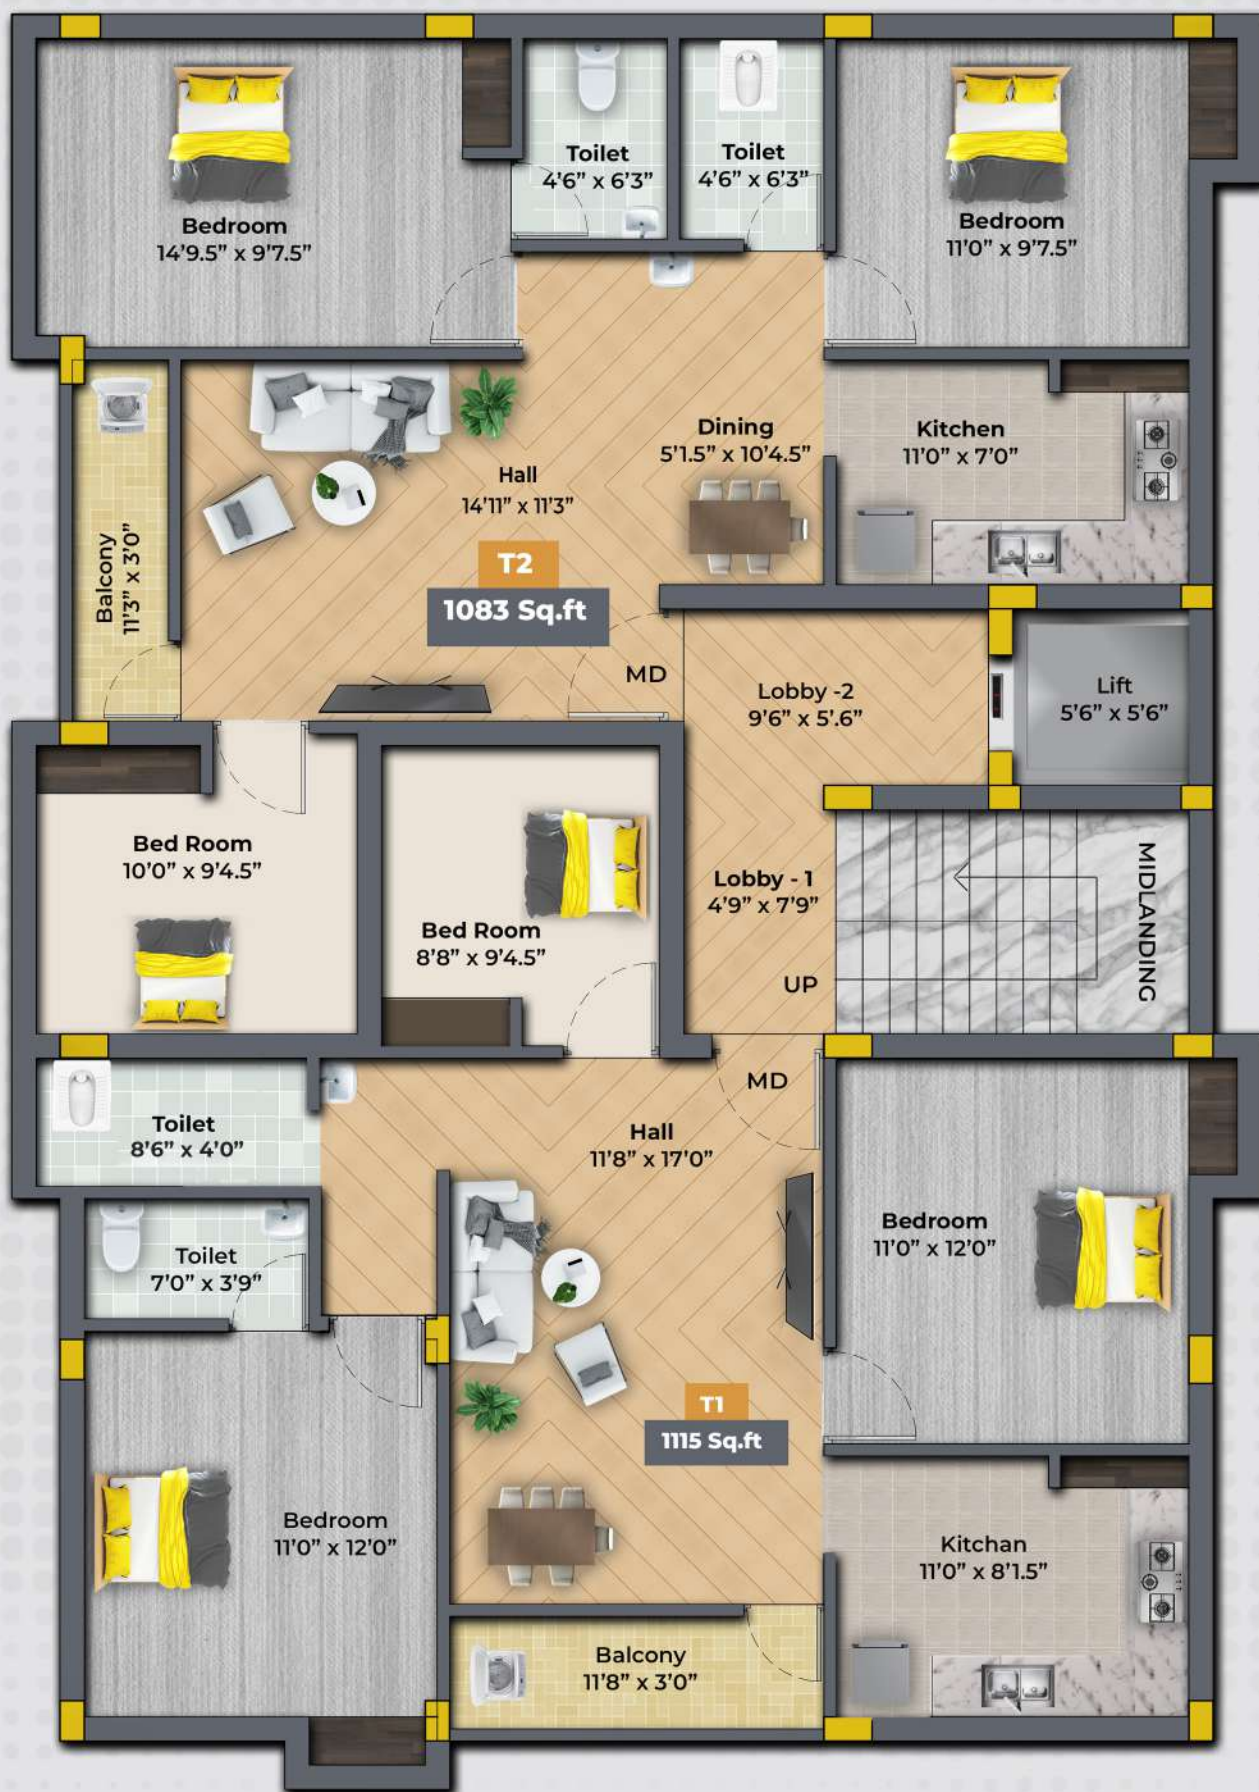 Toilet
4'6” x 6'3”
Toilet
4'6” x 6'3”
Bedroom
14'9.5” x 9'7.5”
Bedroom
11'0” x 9'7.5”
Dining
5'1.5” x 10'4.5”
Kitchen
11'0” x 7'0”
Hall
14'11” x 11'3”
Balcony
11'3” x 3'0”
T2
1083 Sq.ft
MD
Lobby -2
9'6” x 5'.6”
Lift
5'6” x 5'6”
Bed Room
10'0” x 9'4.5”
Bed Room
8'8” x 9'4.5”
Lobby - 1
4'9” x 7'9”
MIDLANDING
UP
MD
Toilet
8'6” x 4'0”
Hall
11'8” x 17'0”
Toilet
7'0” x 3'9”
Bedroom
11'0” x 12'0”
T1
1115 Sq.ft
Bedroom
11'0” x 12'0”
Kitchan
11'0” x 8'1.5”
Balcony
11'8” x 3'0”